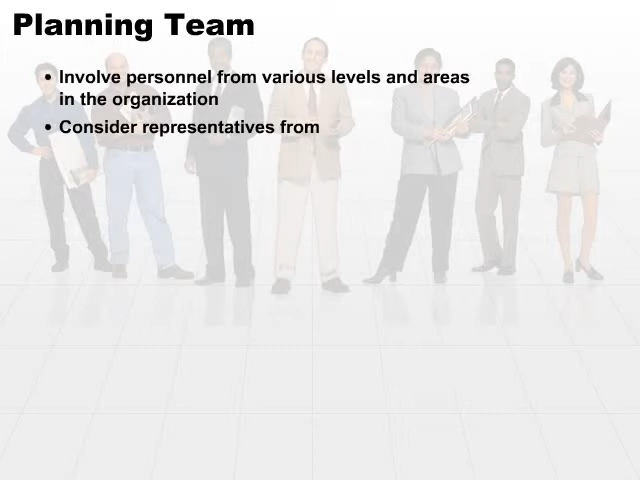 Planning Team
• Involve personnel from various levels and areas
in the organization
• Consider representatives from